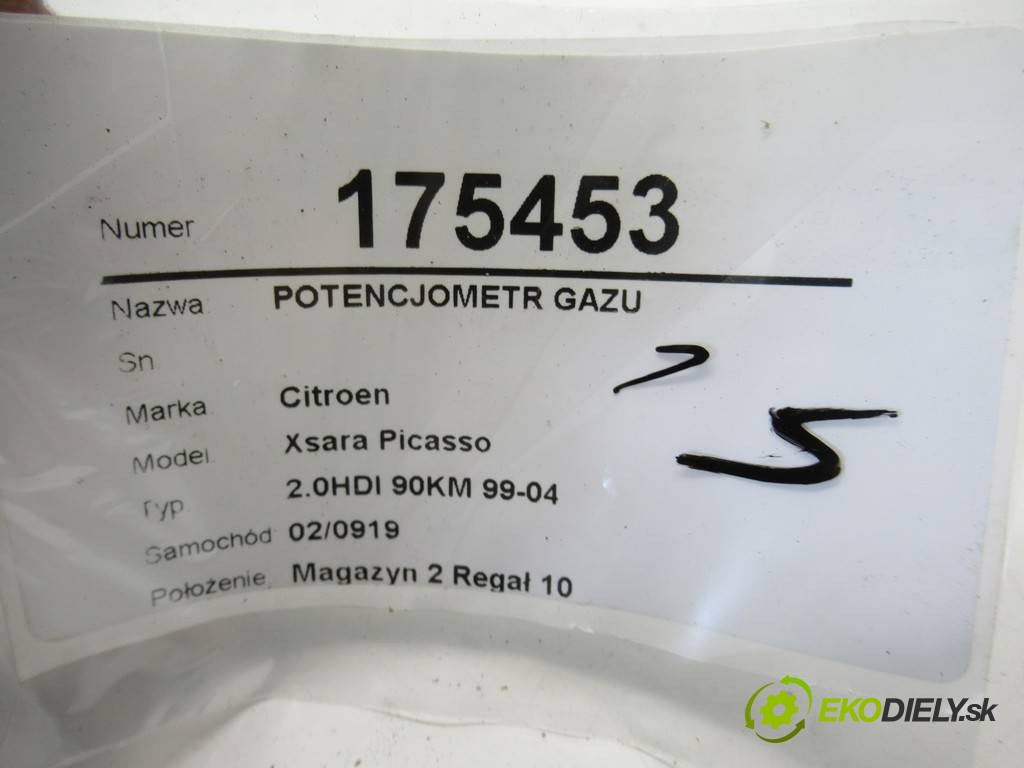 Numer 175453
Nazwa POTENCJOMETR GAZU
Sn
Marka Citroen
Model Xsara Picasso
Typ 2.0HDI 90KM 99-04
Samochód 02/0919
Położenie Magazyn 2 Regał 10
5
EKODIELY.sk